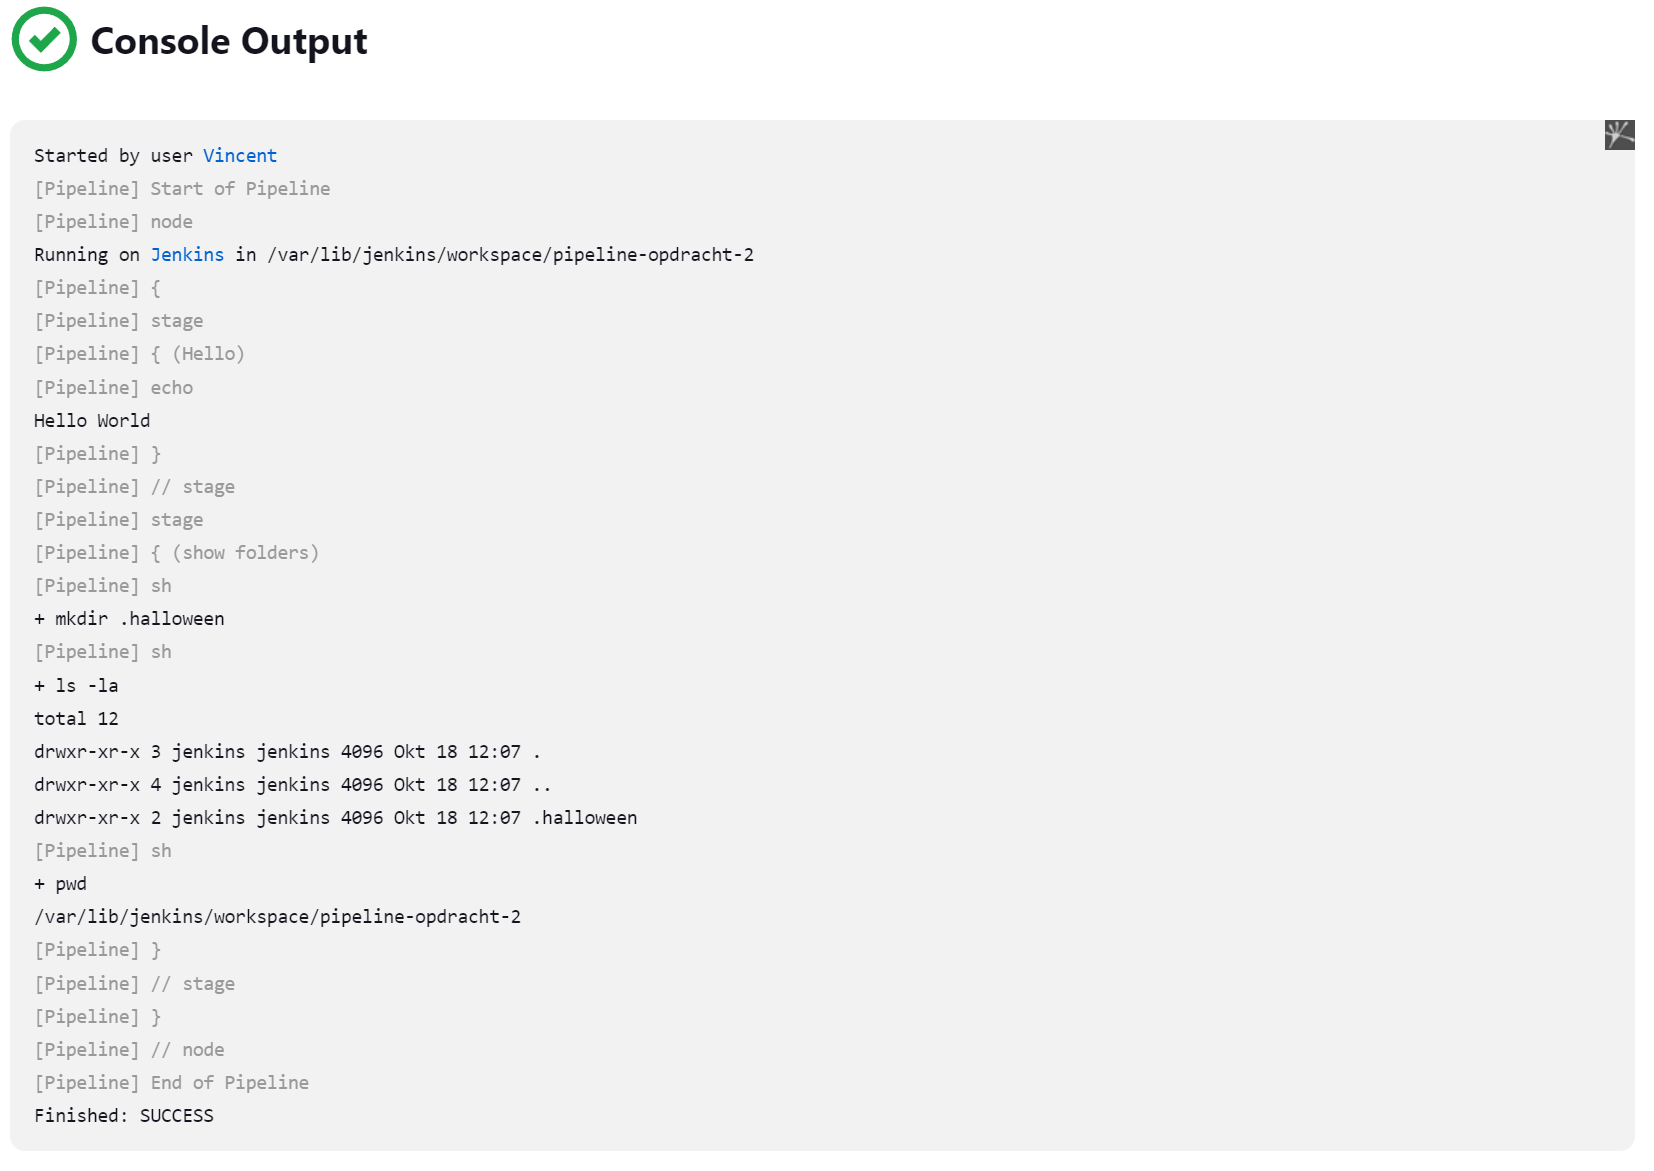 Console Output
Started by user Vincent
[Pipeline] Start of Pipeline
[Pipeline] node
Running on Jenkins in /var/lib/jenkins/workspace/pipeline-opdracht-2
[Pipeline] {
[Pipeline] stage
[Pipeline] { (Hello)
[Pipeline] echo
Hello World
[Pipeline] }
[Pipeline] // stage
[Pipeline] stage
[Pipeline] { (show folders)
[Pipeline] sh
+ mkdir .halloween
[Pipeline] sh
+ ls -la
total 12
drwxr-xr-x 3 jenkins jenkins 4096 Okt 18 12:07 .
drwxr-xr-x 4 jenkins jenkins 4096 Okt 18 12:07 ..
drwxr-xr-x 2 jenkins jenkins 4096 Okt 18 12:07 .halloween
[Pipeline] sh
+ pwd
/var/lib/jenkins/workspace/pipeline-opdracht-2
[Pipeline] }
[Pipeline] // stage
[Pipeline] }
[Pipeline] // node
[Pipeline] End of Pipeline
Finished: SUCCESS